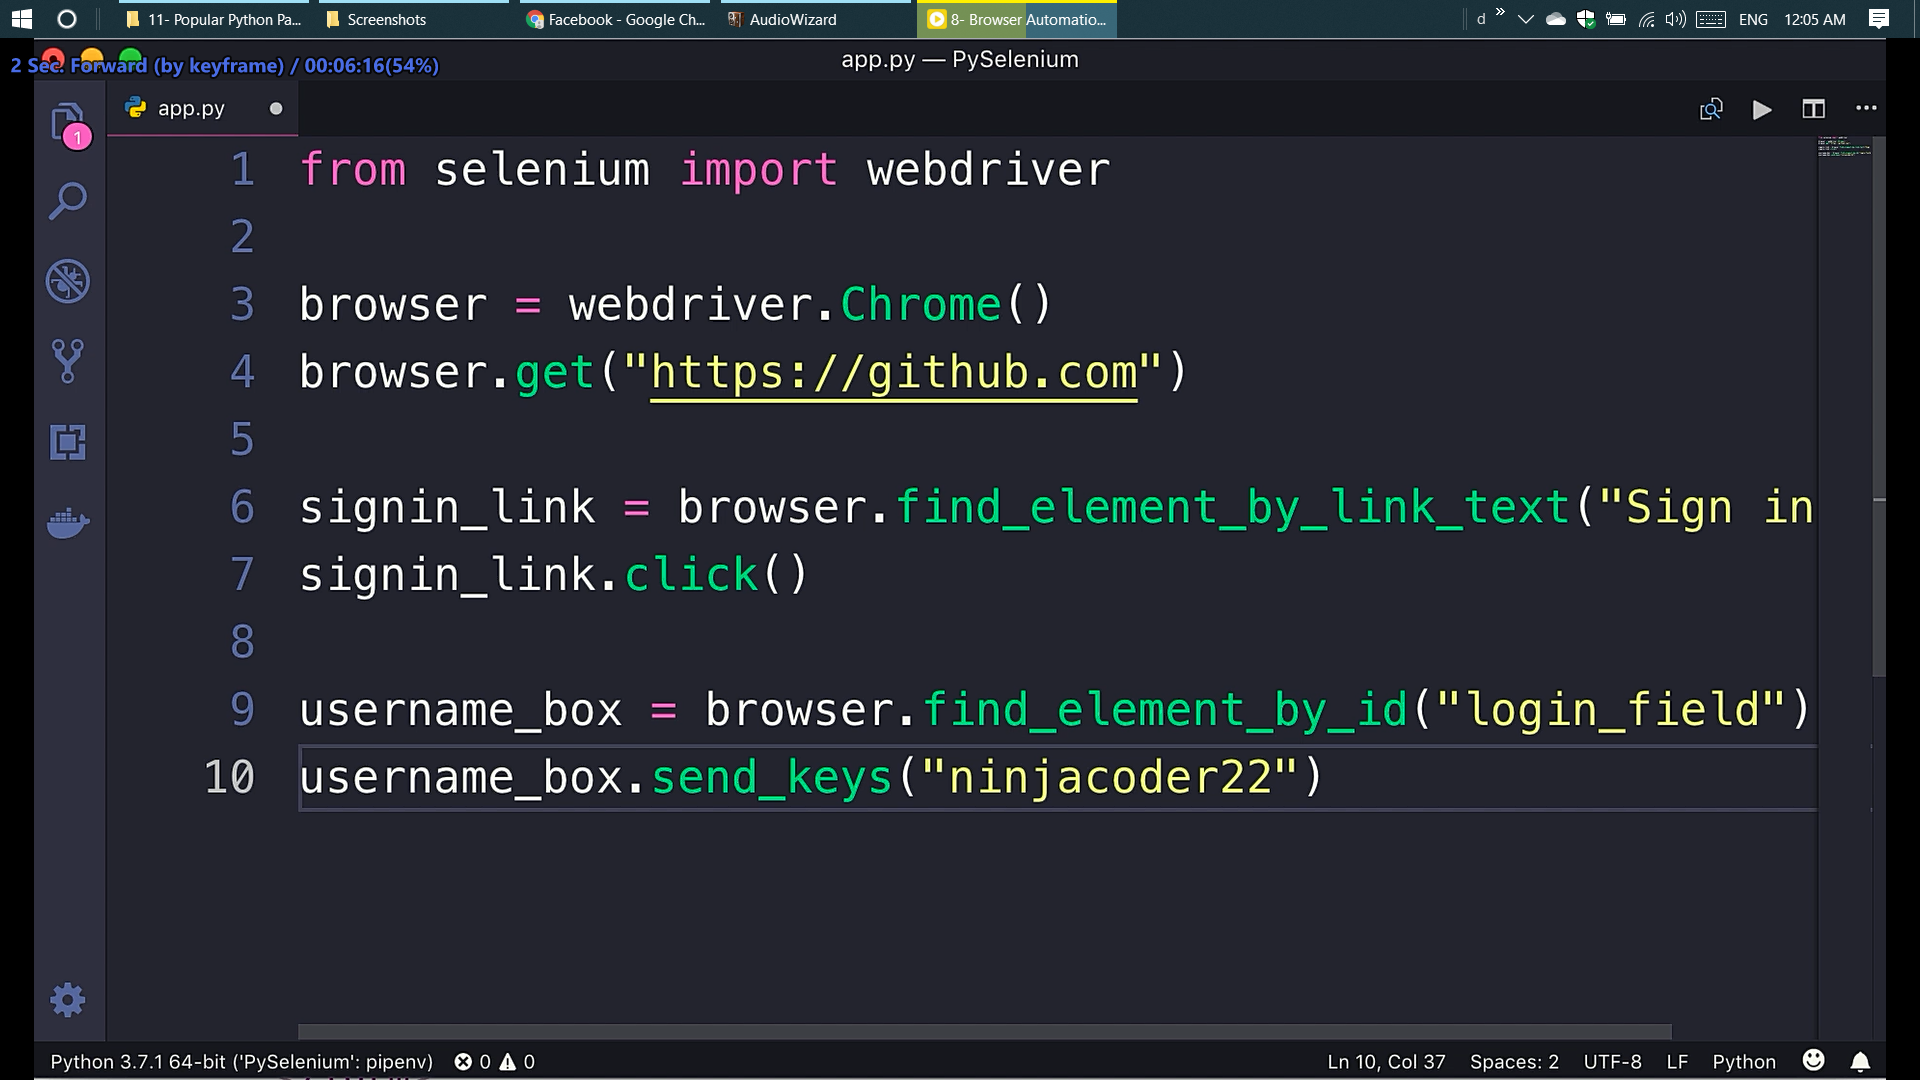 11- Popular Python Pa...
Screenshots
Facebook - Google Ch...
AudioWizard
8- Browser Automatio...
d
ENG
12:05 AM
2 Sec. Forward (by keyframe) / 00:06:16(54%)
app.py — PySelenium
1
app.py
1 from selenium import webdriver
2
3 browser = webdriver.Chrome()
4 browser.get("https://github.com")
5
6 signin_link = browser.find_element_by_link_text("Sign in
7 signin_link.click()
8
9 username_box = browser.find_element_by_id("login_field")
10 username_box.send_keys("ninjacoder22")
Python 3.7.1 64-bit ('PySelenium': pipenv) 0 0
Ln 10, Col 37 Spaces: 2 UTF-8 LF Python